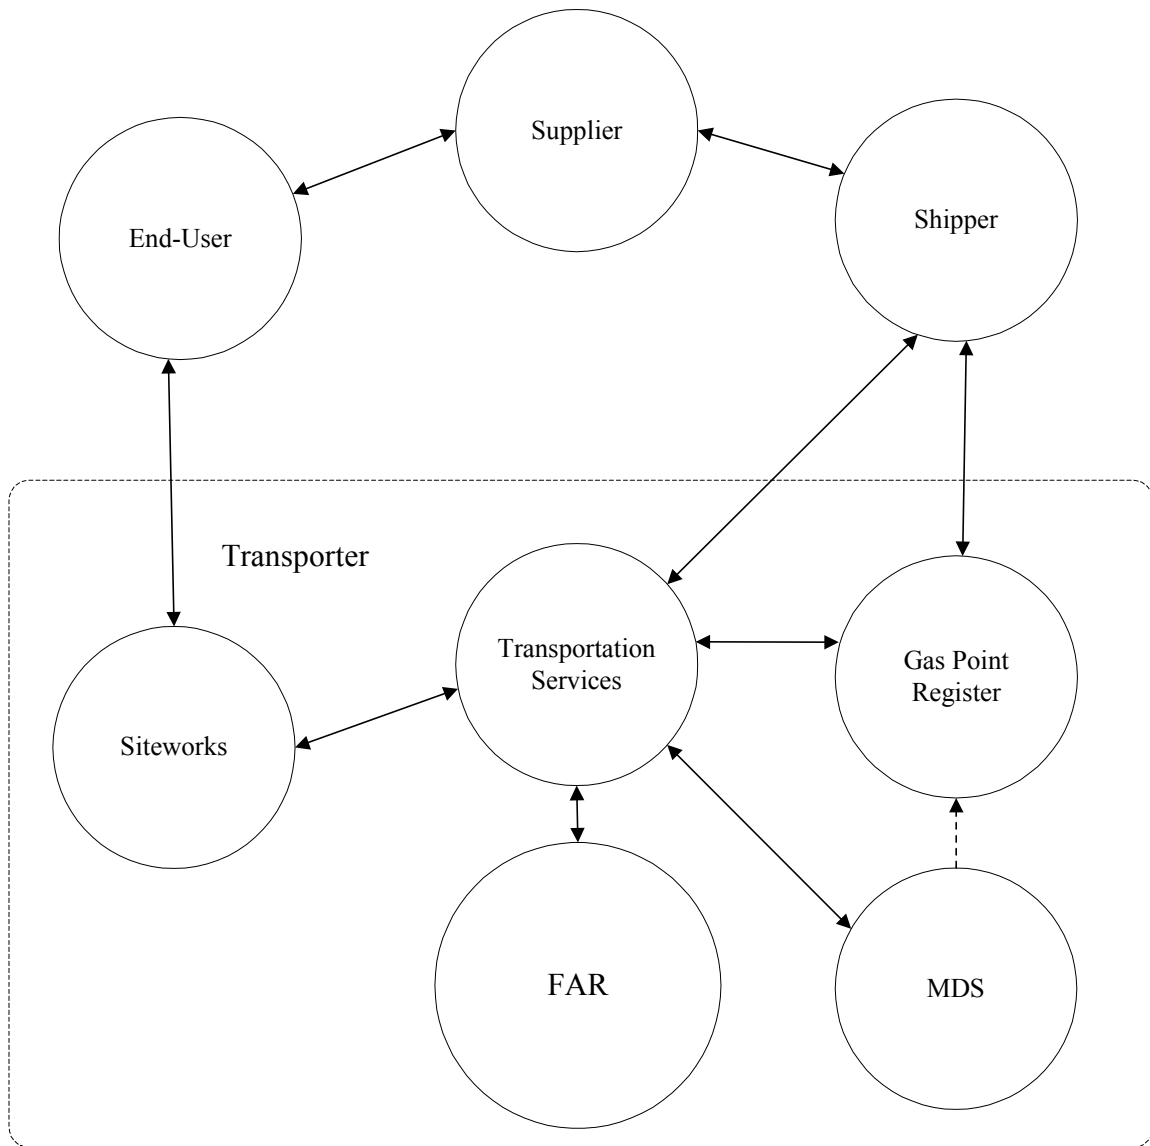 Supplier
Shipper
End-User
Transporter
Transportation
Services
Gas Point
Register
Siteworks
FAR
MDS